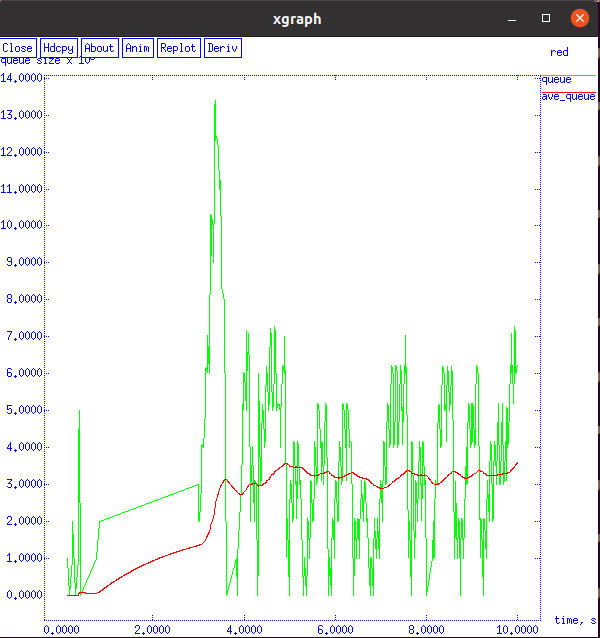 xgraph
Close Hdcpy About Anim Replot Deriv
red
queue size x 10
14.0000
queue
ave_queue
13.0000
12.0000
11.0000
10.0000
9.0000
8.0000
7.0000
6.0000
5.0000
4.0000
3.0000
2.0000
1.0000
0.0000
time, s
0.0000 2.0000 4.0000 6.0000 8.0000 10.0000